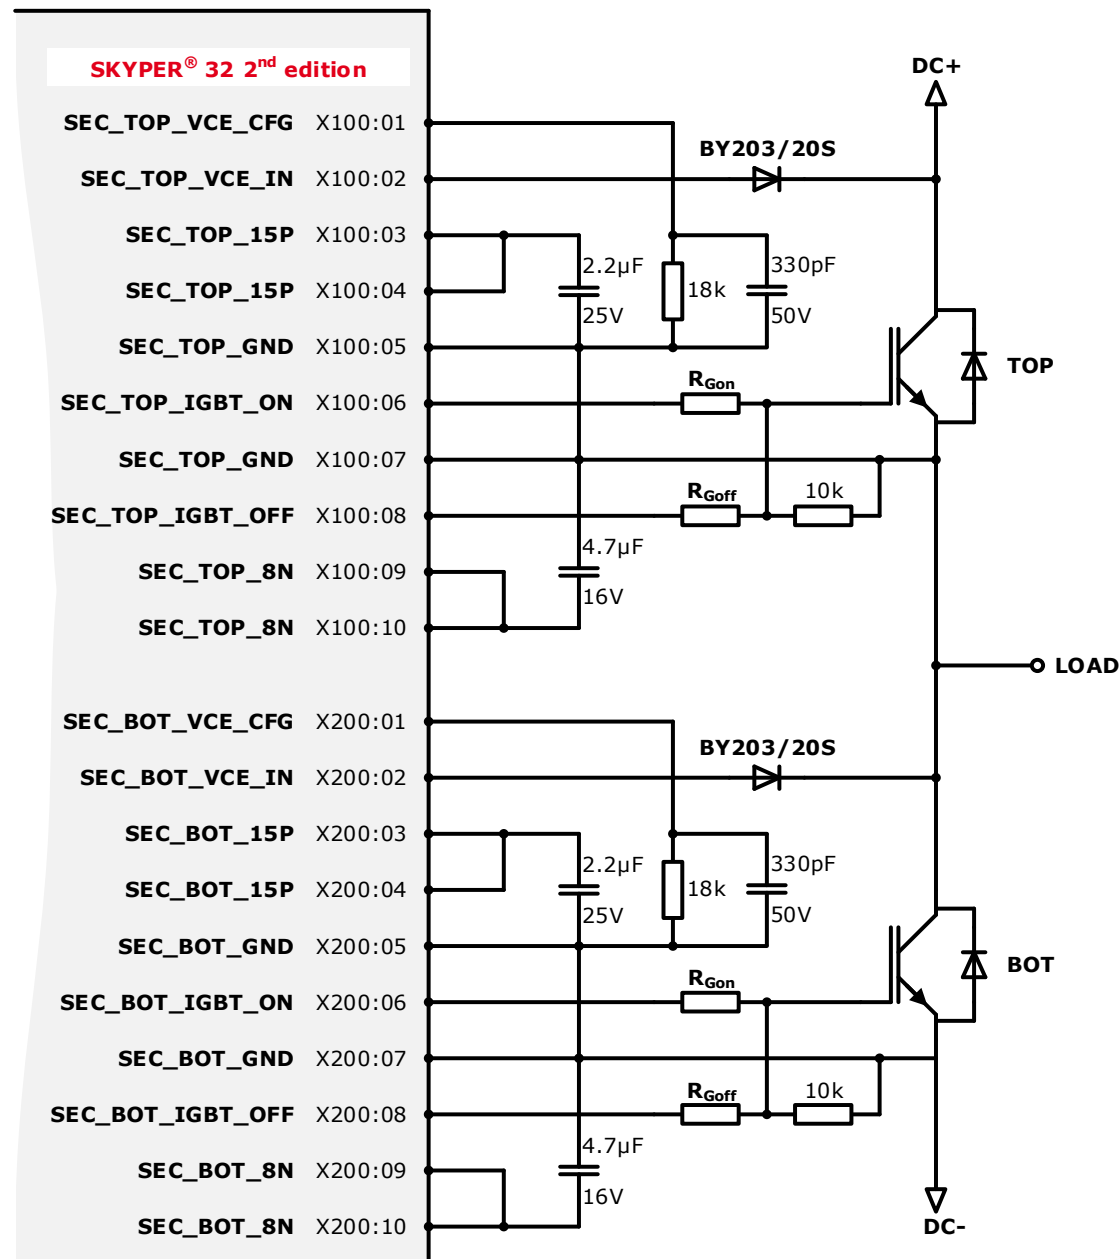 SKYPER® 32 2nd edition
DC+
SEC_TOP_VCE_CFG X100:01
BY203/20S
SEC_TOP_VCE_IN X100:02
SEC_TOP_15P X100:03
2.2µF
330pF
SEC_TOP_15P X100:04
18k
25V
50V
SEC_TOP_GND X100:05
TOP
RGon
SEC_TOP_IGBT_ON X100:06
SEC_TOP_GND X100:07
RGoff
10k
SEC_TOP_IGBT_OFF X100:08
4.7µF
SEC_TOP_8N X100:09
16V
SEC_TOP_8N X100:10
LOAD
SEC_BOT_VCE_CFG X200:01
BY203/20S
SEC_BOT_VCE_IN X200:02
SEC_BOT_15P X200:03
2.2µF
330pF
SEC_BOT_15P X200:04
18k
25V
50V
SEC_BOT_GND X200:05
BOT
RGon
SEC_BOT_IGBT_ON X200:06
SEC_BOT_GND X200:07
RGoff
10k
SEC_BOT_IGBT_OFF X200:08
4.7µF
SEC_BOT_8N X200:09
16V
SEC_BOT_8N X200:10
DC-